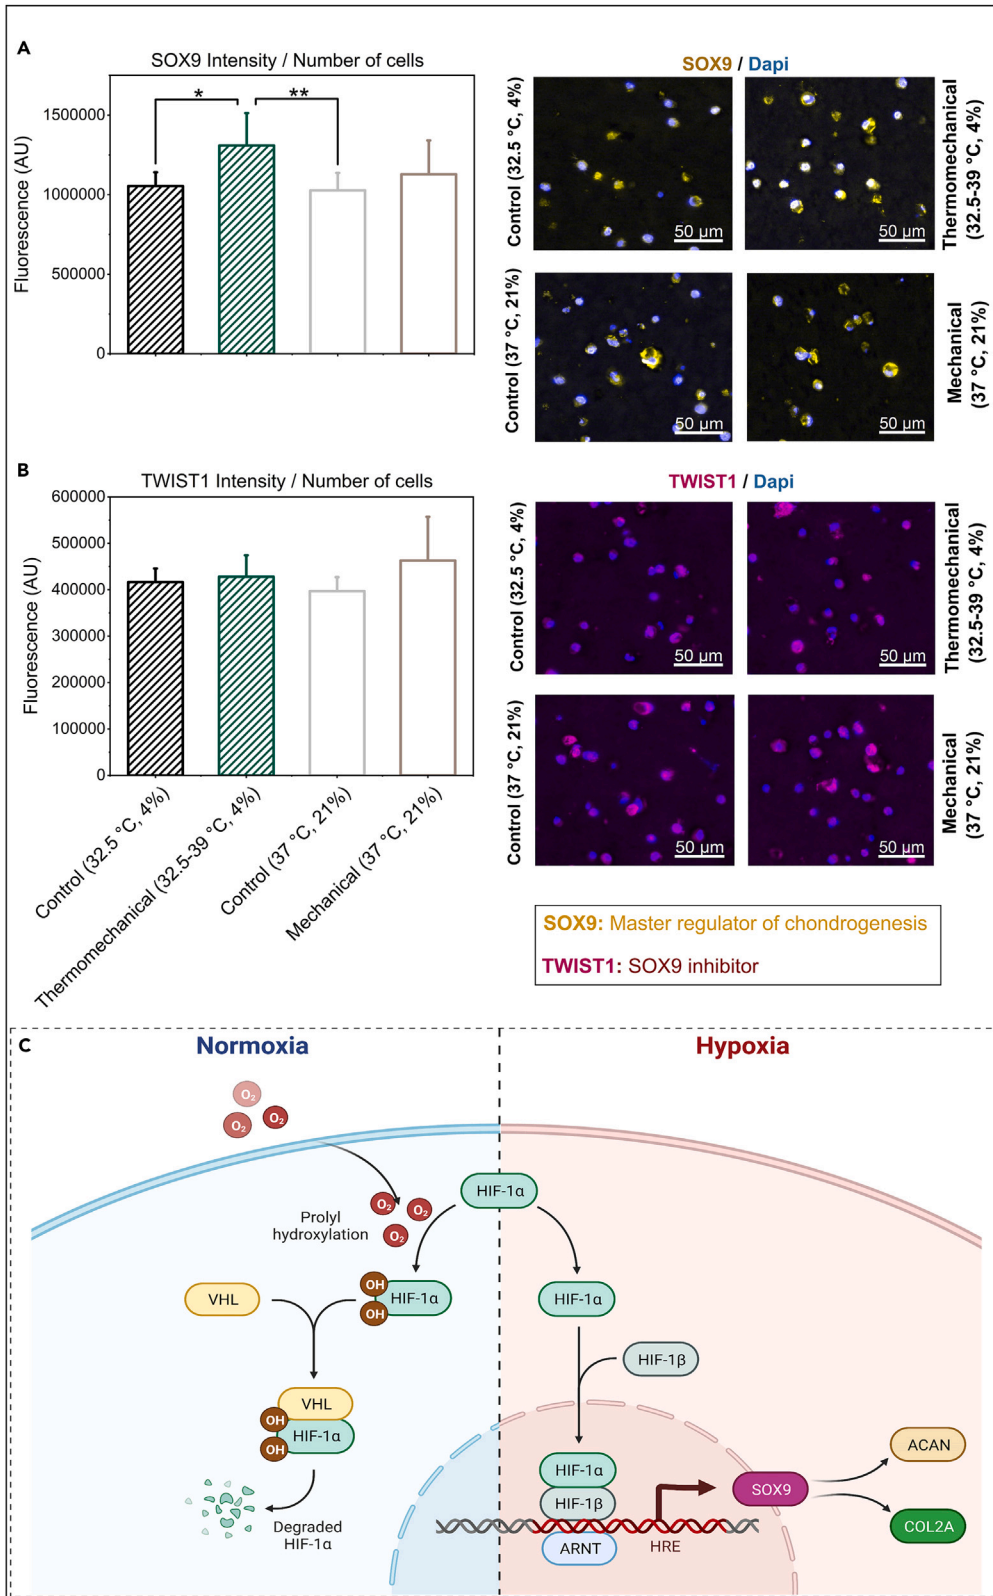 A
SOX9 Intensity / Number of cells
Fluorescence (AU)
1500000
1000000
500000
0
*
**
SOX9 / Dapi
Control (32.5 °C, 4%)
50 µm
50 µm
Thermomechanical
(32.5-39 °C, 4%)
Control (37 °C, 21%)
50 µm
50 µm
Mechanical
(37 °C, 21%)
B
TWIST1 Intensity / Number of cells
Fluorescence (AU)
600000
500000
400000
300000
200000
100000
0
Control (32.5 °C, 4%)
Thermomechanical (32.5-39 °C, 4%)
Control (37 °C, 21%)
Mechanical (37 °C, 21%)
TWIST1 / Dapi
Control (32.5 °C, 4%)
50 µm
50 µm
Thermomechanical
(32.5-39 °C, 4%)
Control (37 °C, 21%)
50 µm
50 µm
Mechanical
(37 °C, 21%)
SOX9: Master regulator of chondrogenesis
TWIST1: SOX9 inhibitor
C
Normoxia
Hypoxia
O₂
O₂
O₂
HIF-1α
O₂
O₂
O₂
Prolyl
hydroxylation
VHL
OH
OH
HIF-1α
HIF-1α
HIF-1β
VHL
OH
OH
HIF-1α
Degraded
HIF-1α
HIF-1α
HIF-1β
ARNT
HRE
SOX9
ACAN
COL2A